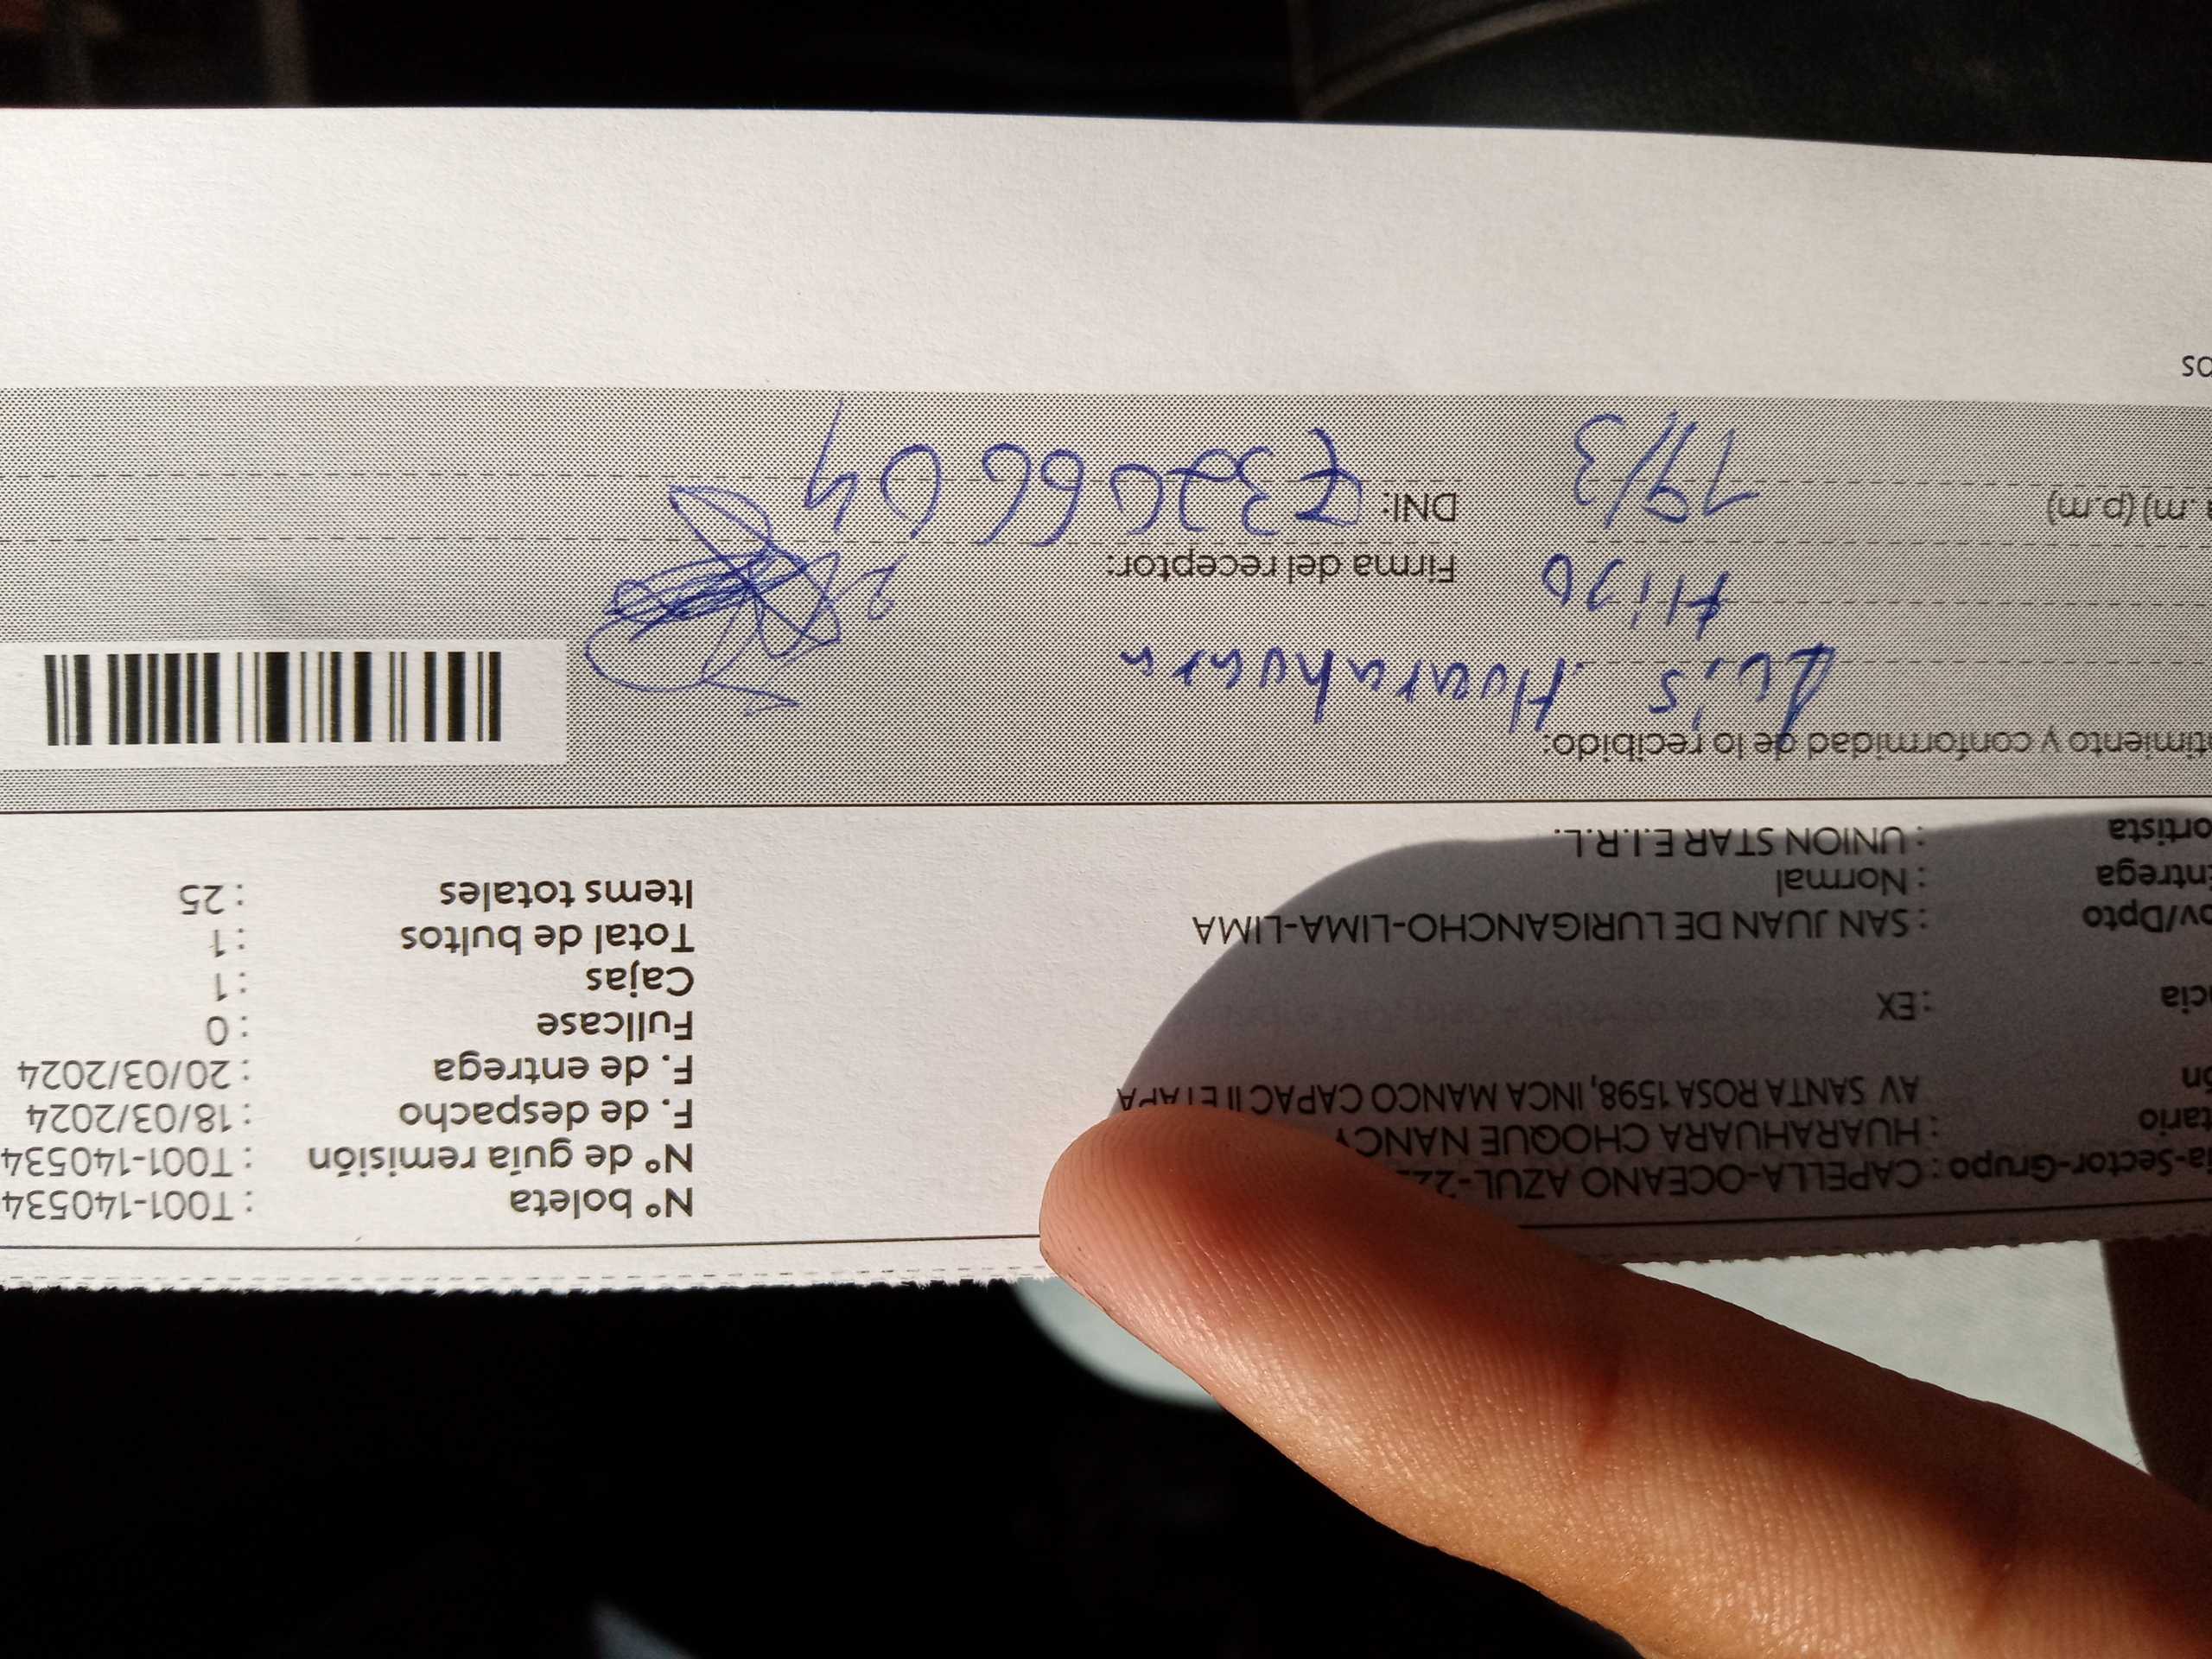 a-Sector-Grupo : CAPELLA-OCEANO AZUL-22
tario : HUARAHUARA CHOQUE NANCY
on AV SANTA ROSA 1598, INCA MANCO CAPAC II ETAPA
cia : EX
ov/Dpto : SAN JUAN DE LURIGANCHO-LIMA-LIMA
ntrega : Normal
ortista : UNION STAR E.I.R.L.
N° boleta : T001-140534
N° de guía remisión : T001-140534
F. de despacho : 18/03/2024
F. de entrega : 20/03/2024
Fullcase : 0
Cajas : 1
Total de bultos : 1
Items totales : 25
timiento y conformidad de lo recibido:
Luis Huarahuara
Hijo
Firma del receptor:
.m) (p.m) 19/3
DNI:
os